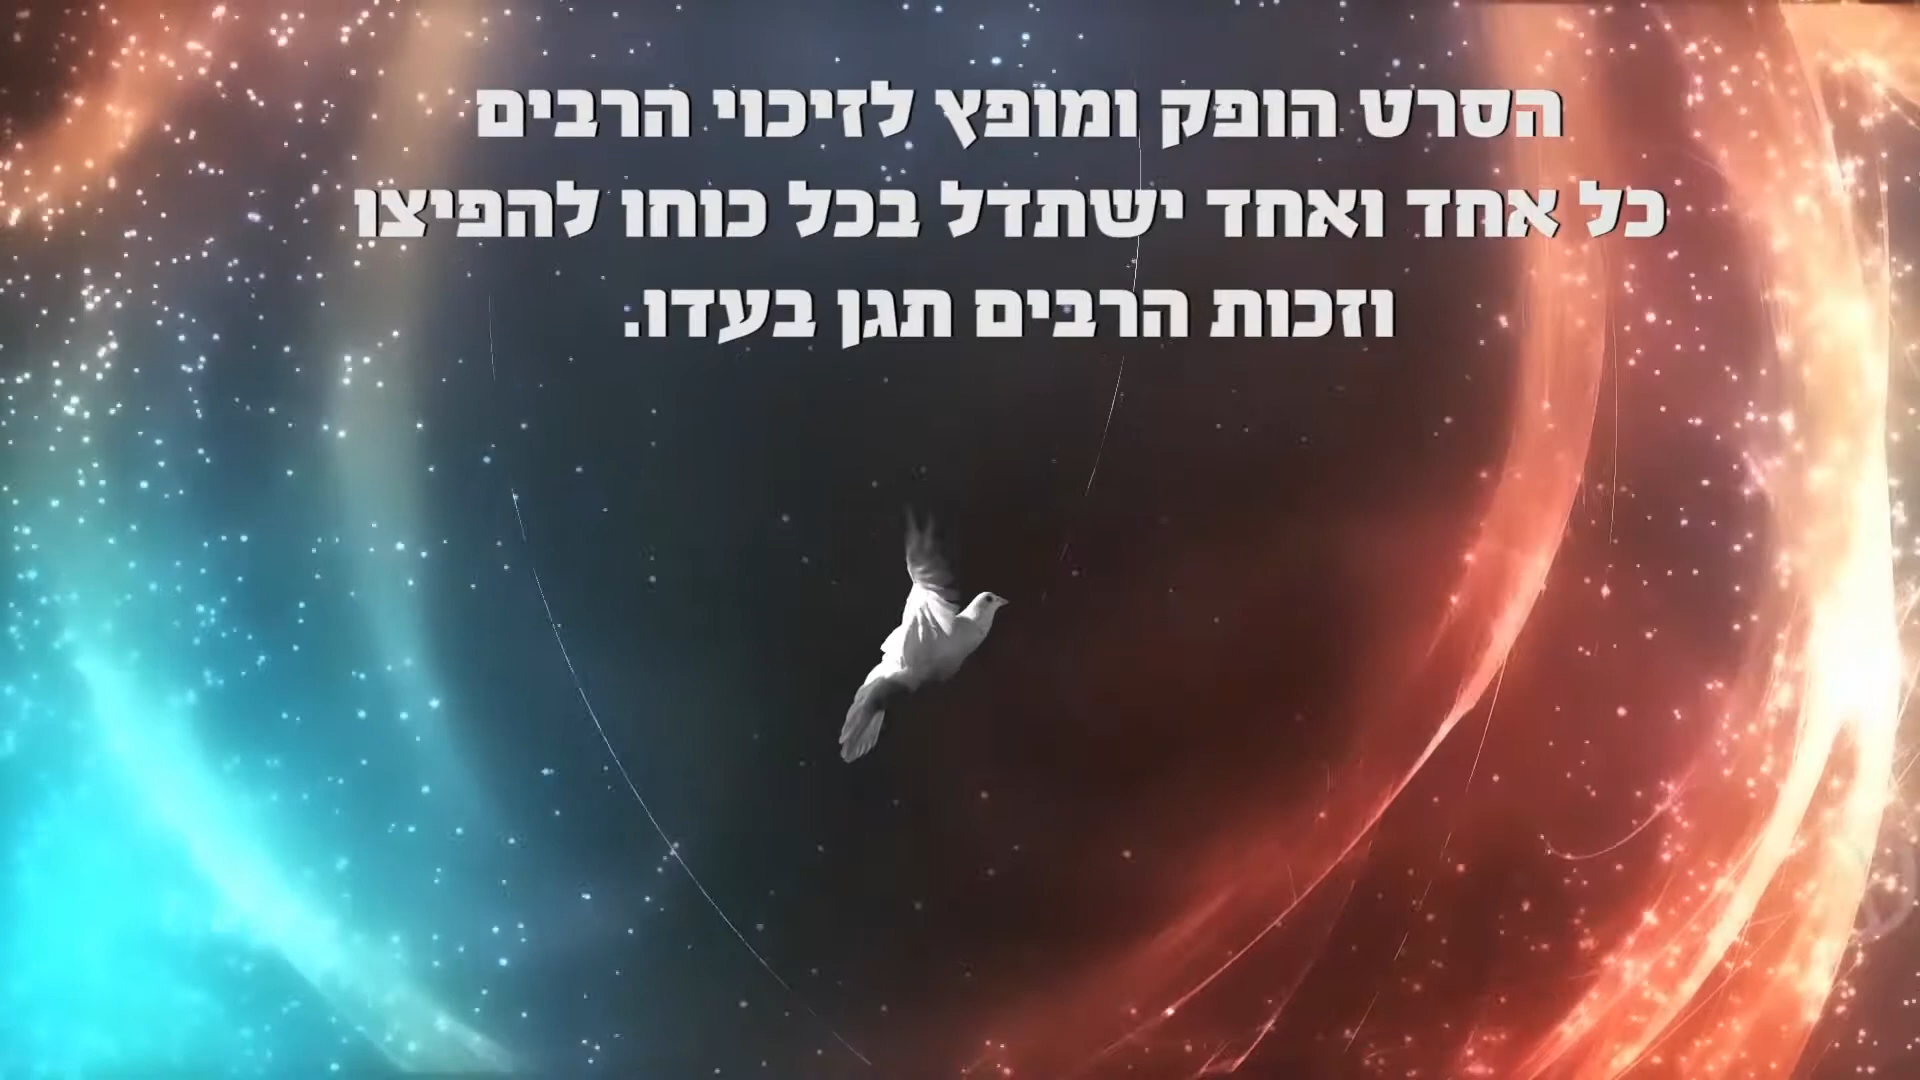 הסרט הופק ומופץ לזיכוי הרבים
כל אחד ואחד ישתדל בכל כוחו להפיצו
וזכות הרבים תגן בעדו.